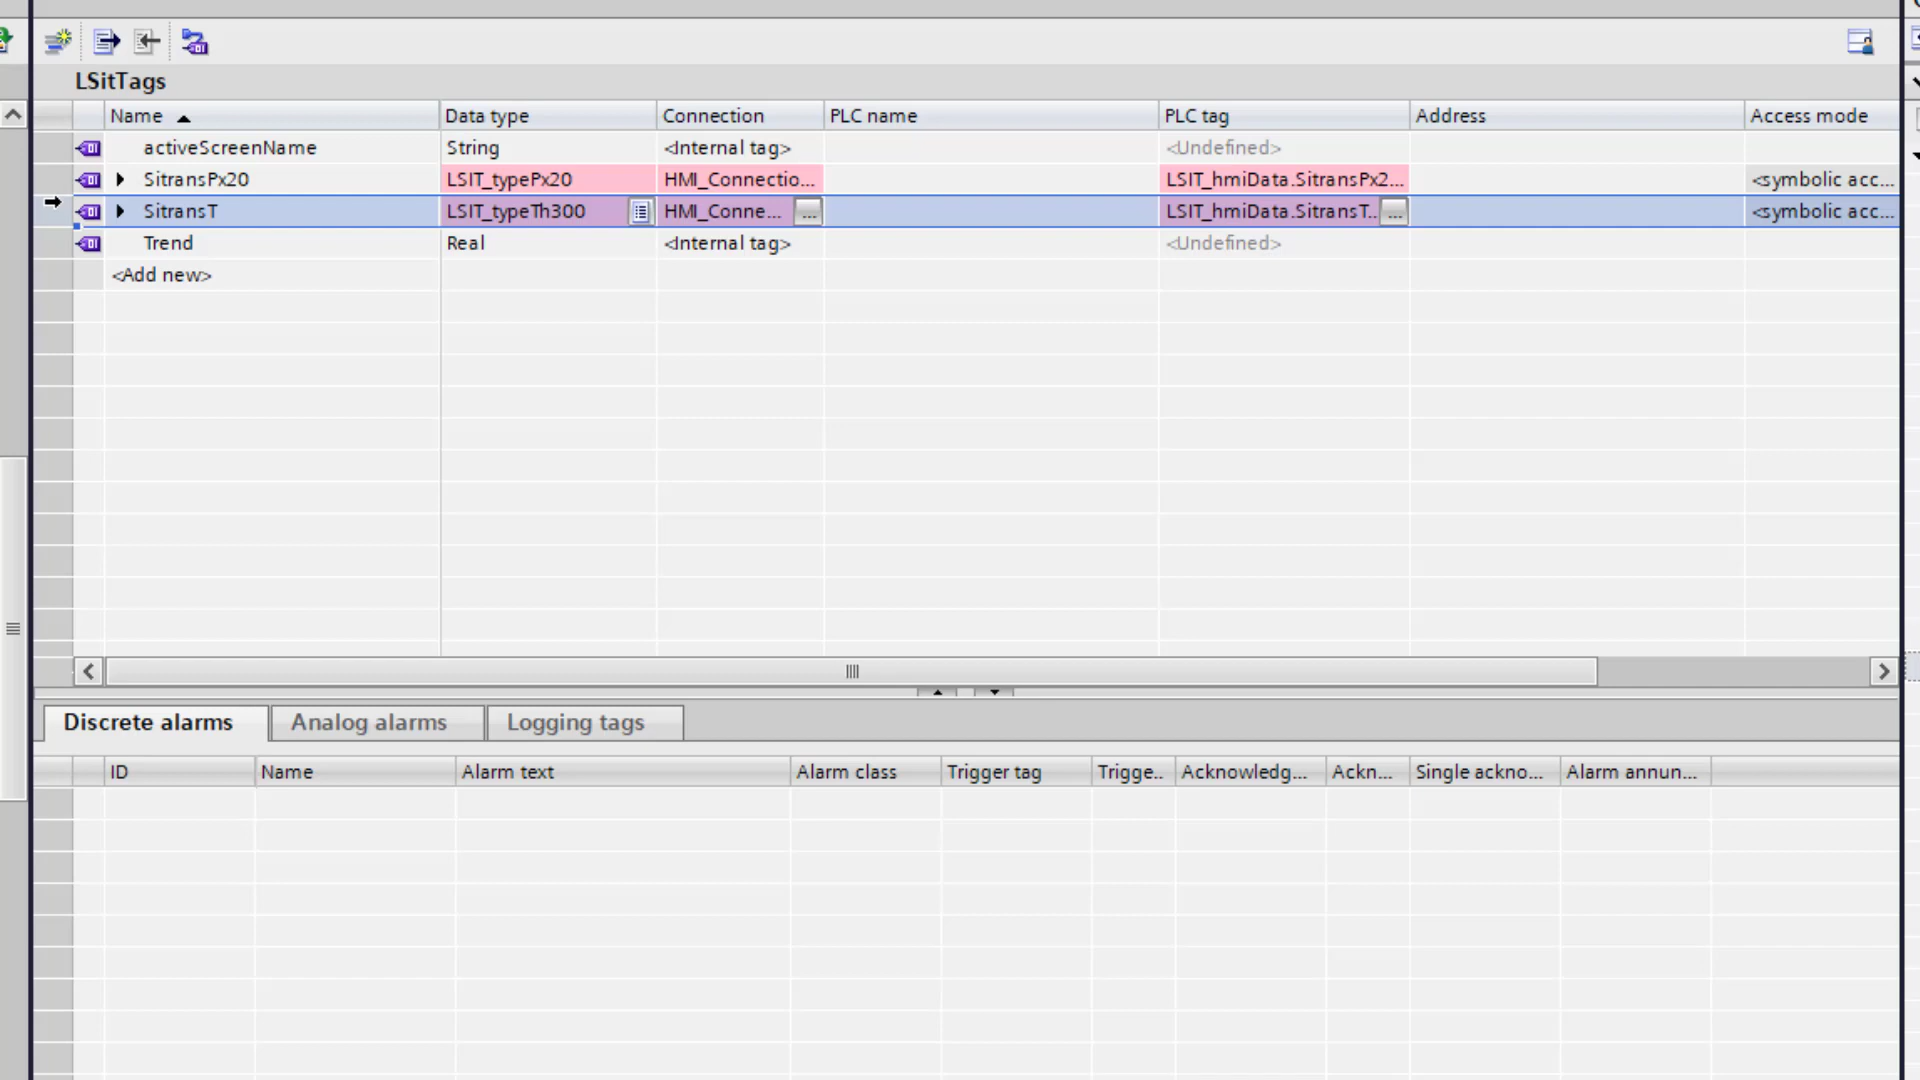 LSitTags
Name Data type Connection PLC name PLC tag Address Access mode
activeScreenName String <Internal tag> <Undefined>
SitransPx20 LSIT_typePx20 HMI_Connectio... LSIT_hmiData.SitransPx2... <symbolic acc...
SitransT LSIT_typeTh300 HMI_Conne... ... LSIT_hmiData.SitransT... ... <symbolic acc...
Trend Real <Internal tag> <Undefined>
<Add new>
Discrete alarms Analog alarms Logging tags
ID Name Alarm text Alarm class Trigger tag Trigge.. Acknowledg... Ackn... Single ackno... Alarm annun...